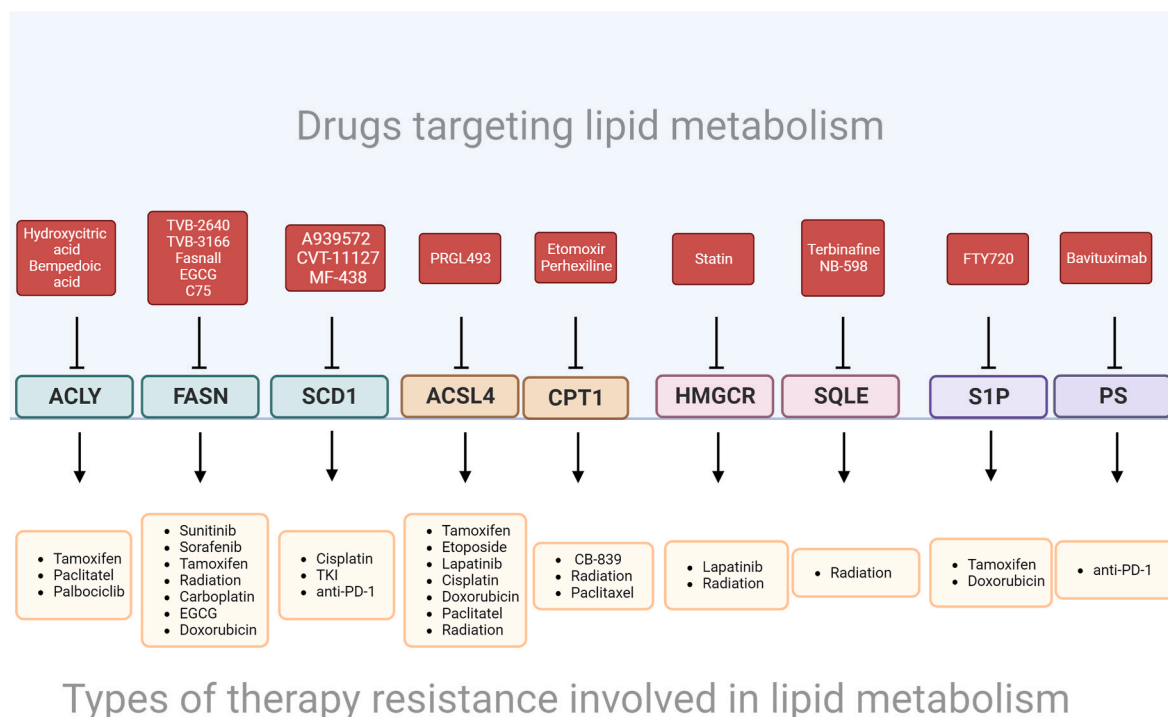 Drugs targeting lipid metabolism
Hydroxycitric
acid
Bempedoic
acid
TVB-2640
TVB-3166
Fasnall
EGCG
C75
A939572
CVT-11127
MF-438
PRGL493
Etomoxir
Perhexiline
Statin
Terbinafine
NB-598
FTY720
Bavituximab
ACLY
FASN
SCD1
ACSL4
CPT1
HMGCR
SQLE
S1P
PS
• Tamoxifen
• Paclitatel
• Palbociclib
• Sunitinib
• Sorafenib
• Tamoxifen
• Radiation
• Carboplatin
• EGCG
• Doxorubicin
• Cisplatin
• TKI
• anti-PD-1
• Tamoxifen
• Etoposide
• Lapatinib
• Cisplatin
• Doxorubicin
• Paclitatel
• Radiation
• CB-839
• Radiation
• Paclitaxel
• Lapatinib
• Radiation
• Radiation
• Tamoxifen
• Doxorubicin
• anti-PD-1
Types of therapy resistance involved in lipid metabolism